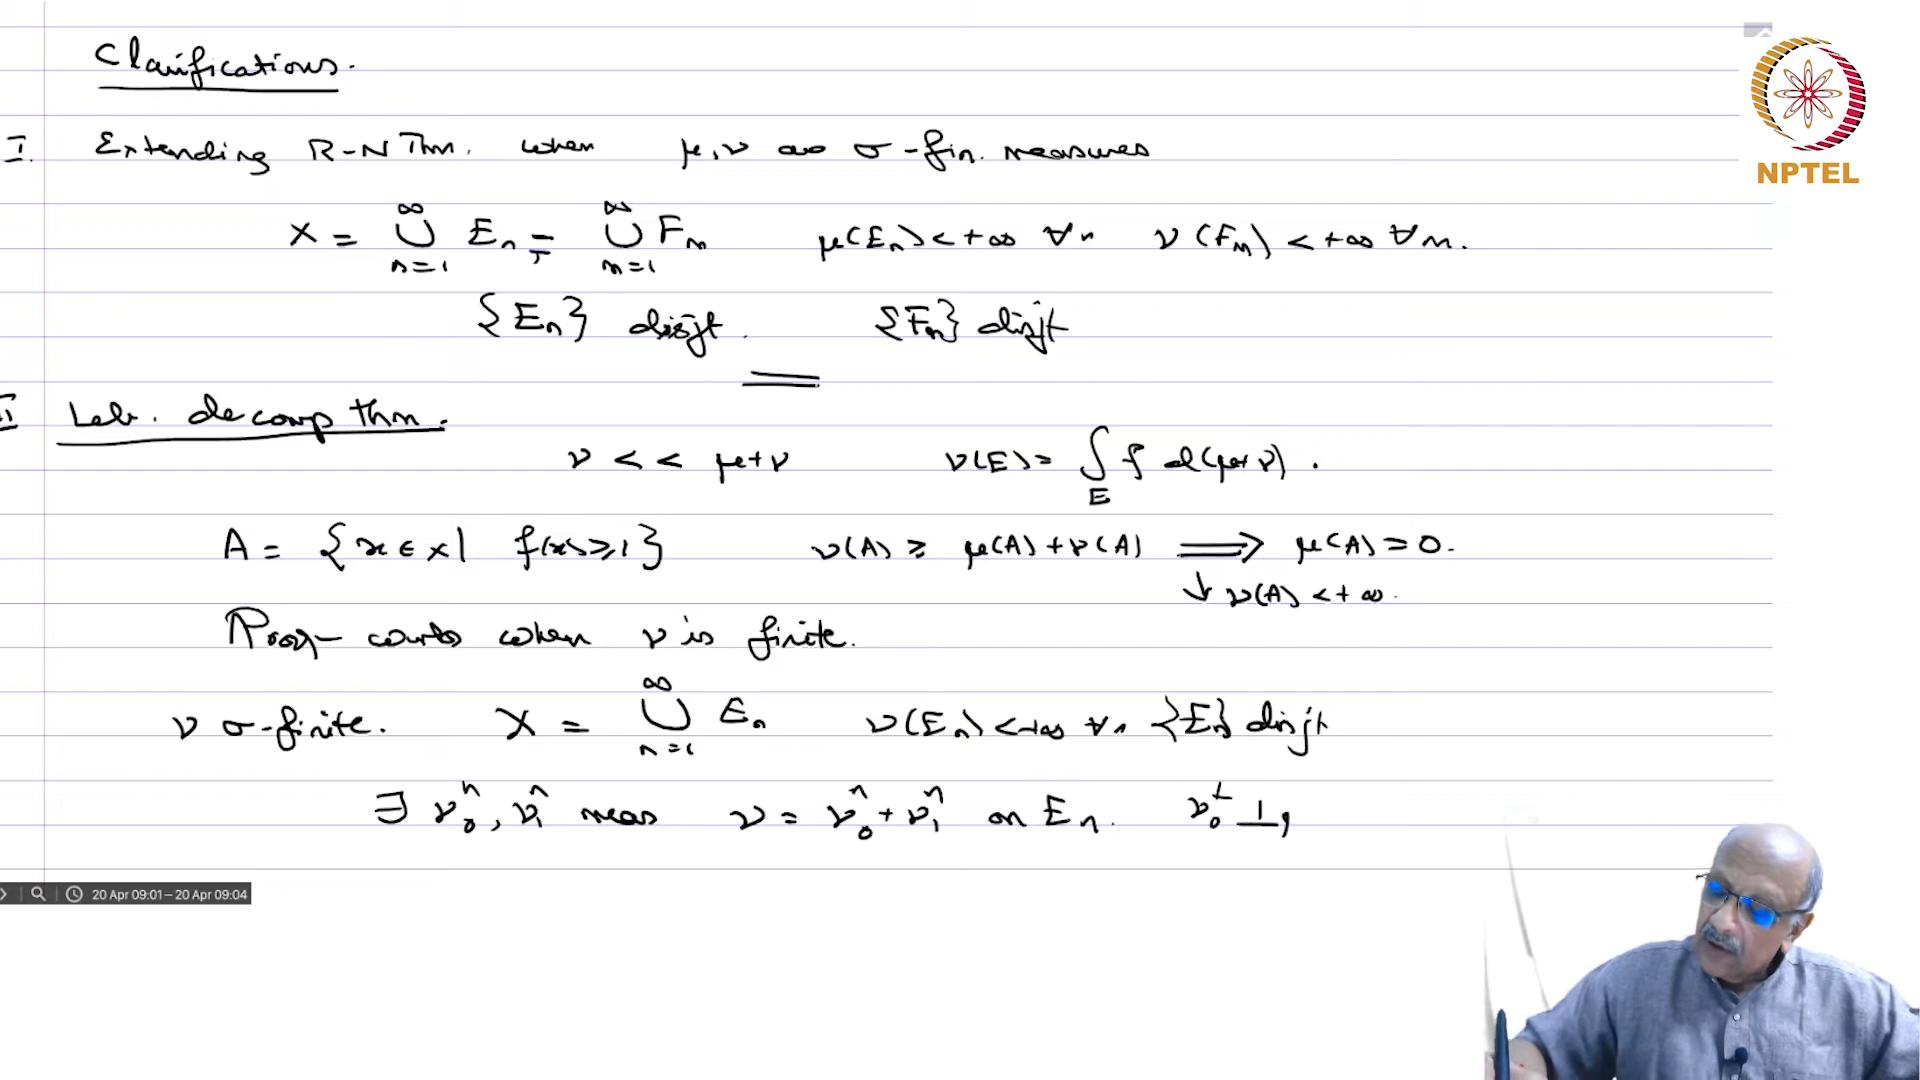 Clarifications.
NPTEL
I. Extending R-N Thm. when μ, ν are σ-fin. measures
X = ∞ ∪ n=1 E_n = ∞ ∪ m=1 F_m μ(E_n) < +∞ ∀n ν(F_m) < +∞ ∀m.
{E_n} disjt. {F_m} disjt
II Leb. decomp thm.
ν << μ+ν ν(E) = ∫_E f d(μ+ν).
A = {x ∈ X | f(x) ≥ 1} ν(A) ≥ μ(A) + ν(A) ⟹ μ(A) = 0.
↓ ν(A) < +∞.
Proof works when ν is finite.
ν σ-finite. X = ∞ ∪ n=1 E_n ν(E_n) < +∞ ∀n {E_n} disjt
∃ ν_0^n, ν_1^n meas ν = ν_0^n + ν_1^n on E_n. ν_0^n ⊥
20 Apr 09:01 – 20 Apr 09:04